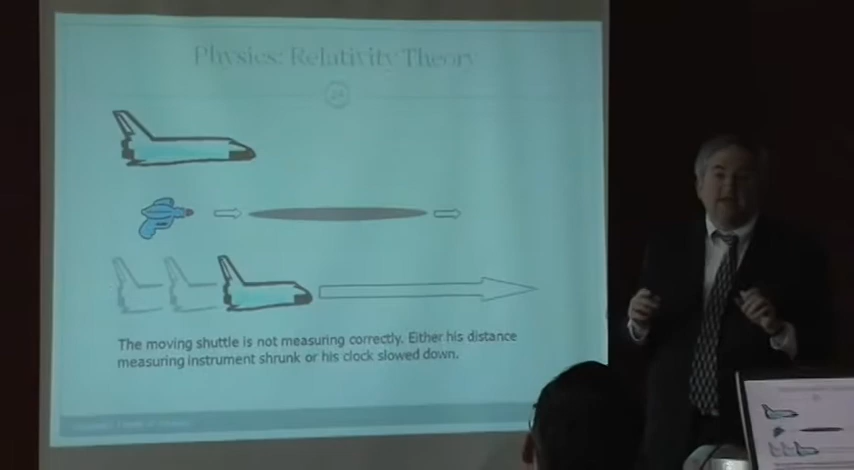 Physics: Relativity Theory
The moving shuttle is not measuring correctly. Either his distance
measuring instrument shrunk or his clock slowed down.